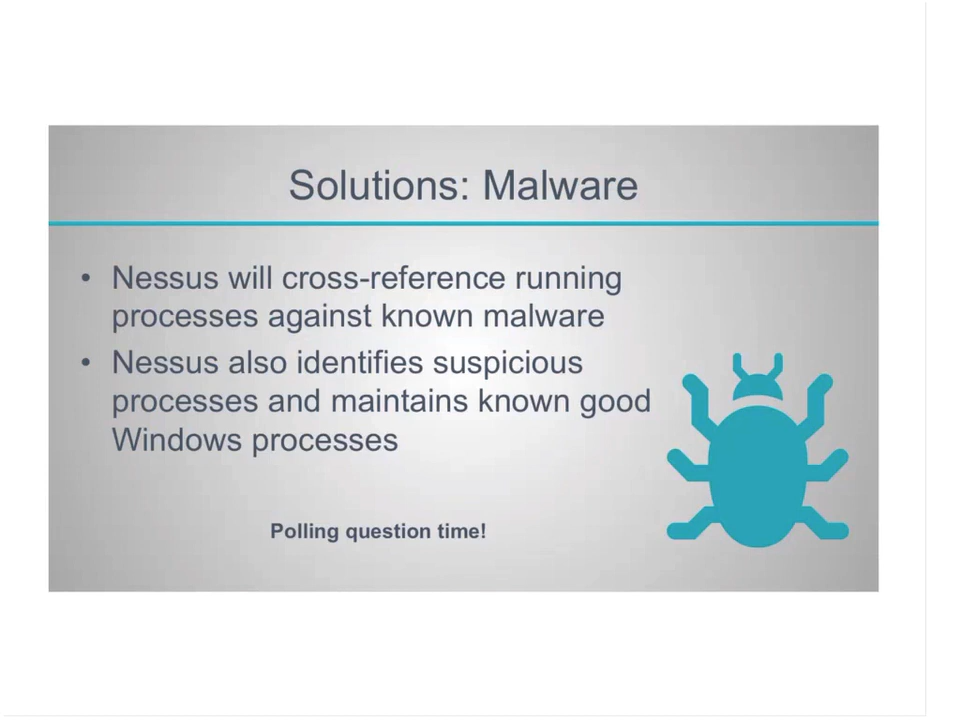 Solutions: Malware
• Nessus will cross-reference running
processes against known malware
• Nessus also identifies suspicious
processes and maintains known good
Windows processes
Polling question time!